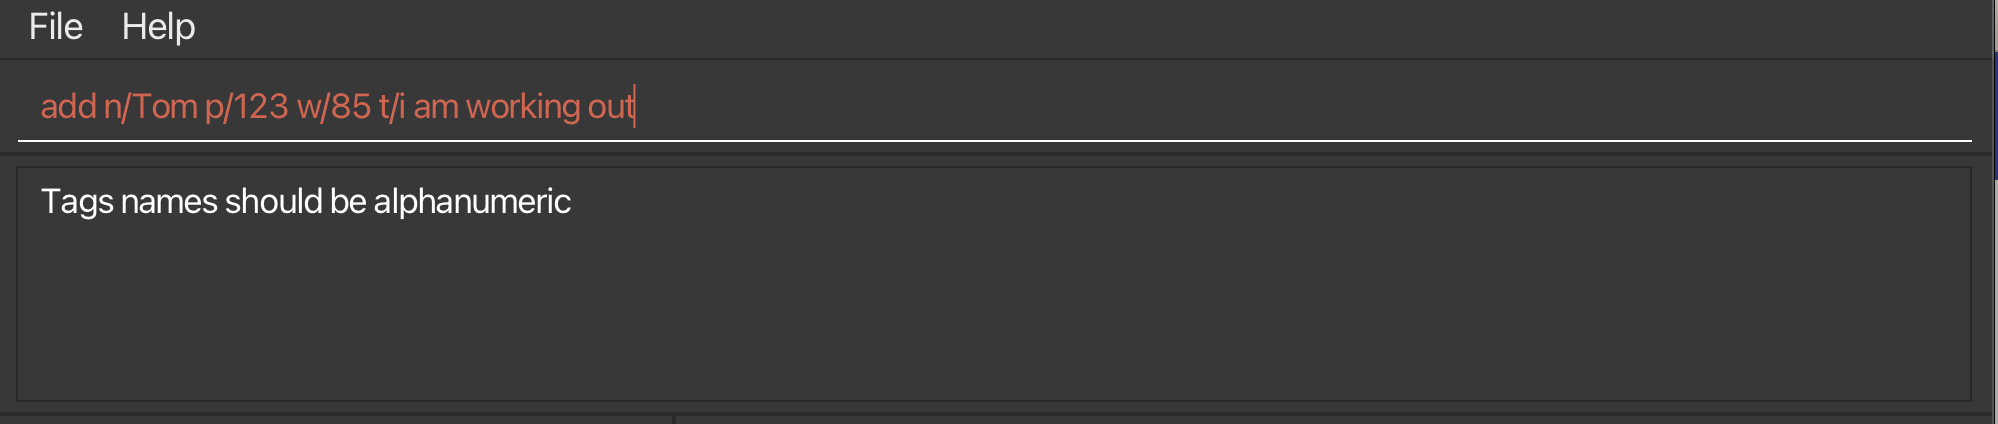 File Help
add n/Tom p/123 w/85 t/i am working out
Tags names should be alphanumeric